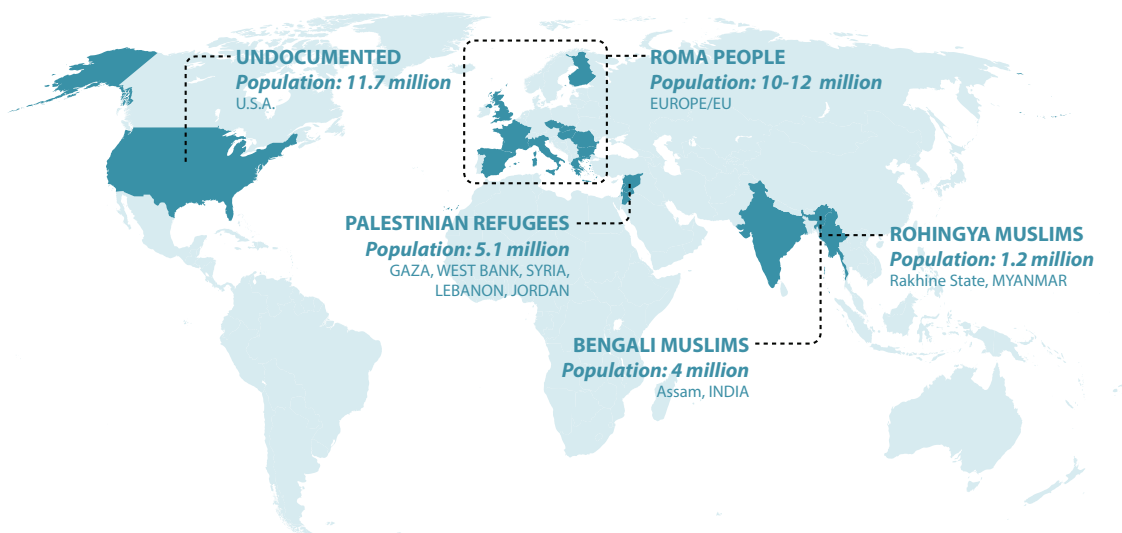 UNDOCUMENTED
Population: 11.7 million
U.S.A.
ROMA PEOPLE
Population: 10-12 million
EUROPE/EU
PALESTINIAN REFUGEES
Population: 5.1 million
GAZA, WEST BANK, SYRIA,
LEBANON, JORDAN
ROHINGYA MUSLIMS
Population: 1.2 million
Rakhine State, MYANMAR
BENGALI MUSLIMS
Population: 4 million
Assam, INDIA